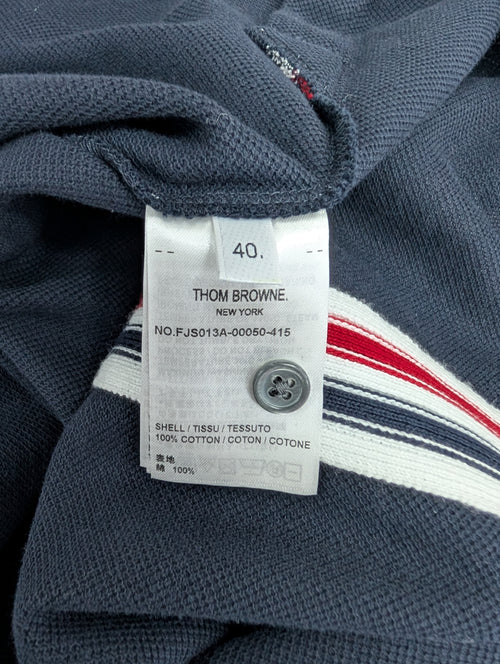 40.
-- --
THOM BROWNE.
NEW YORK
NO.FJS013A-00050-415
SHELL / TISSU / TESSUTO
100% COTTON / COTON / COTONE
表地
綿 100%